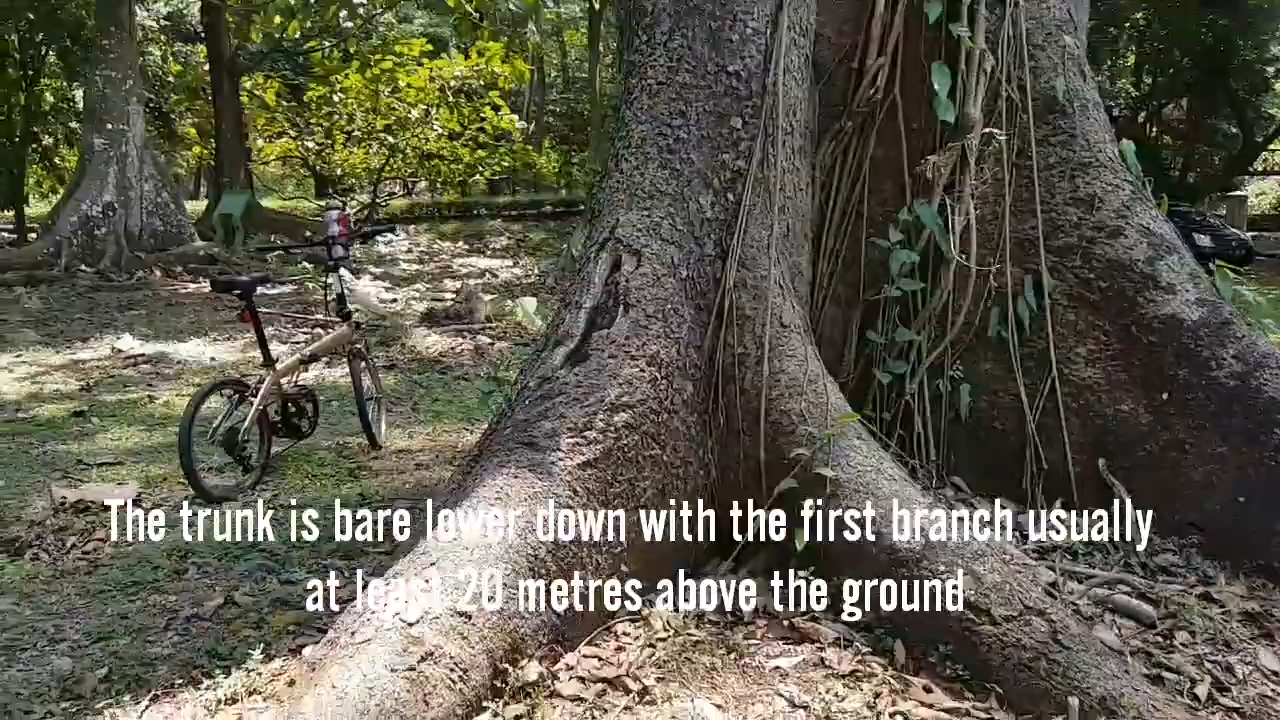 The trunk is bare lower down with the first branch usually
at least 20 metres above the ground